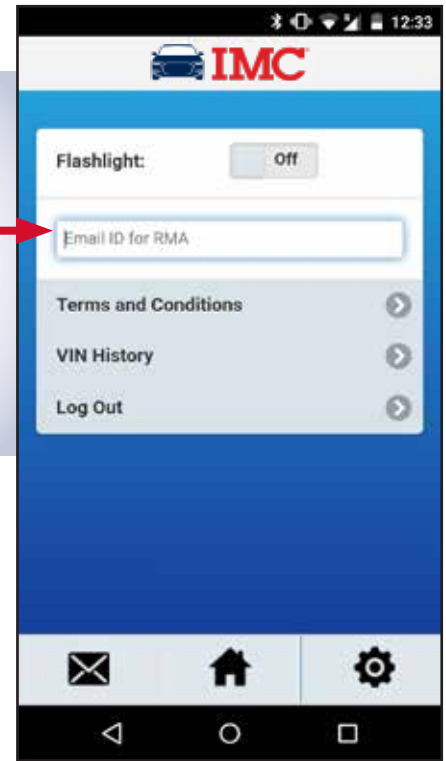 12:33
IMC
Flashlight: Off
Email ID for RMA
Terms and Conditions
VIN History
Log Out